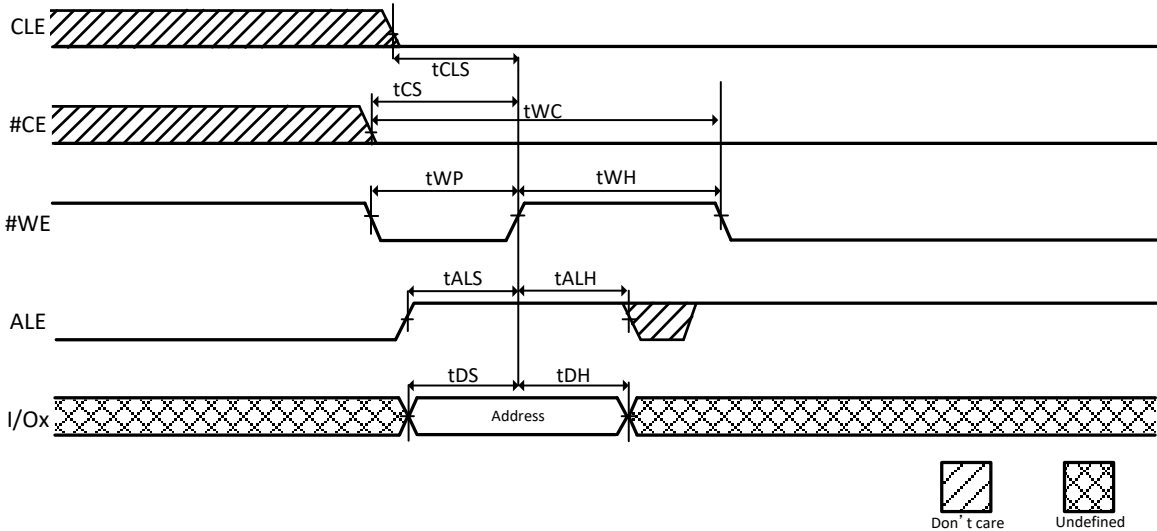 CLE
tCLS
tCS
#CE
tWC
tWP
tWH
#WE
tALS
tALH
ALE
tDS
tDH
I/Ox
Address
Don’t care
Undefined